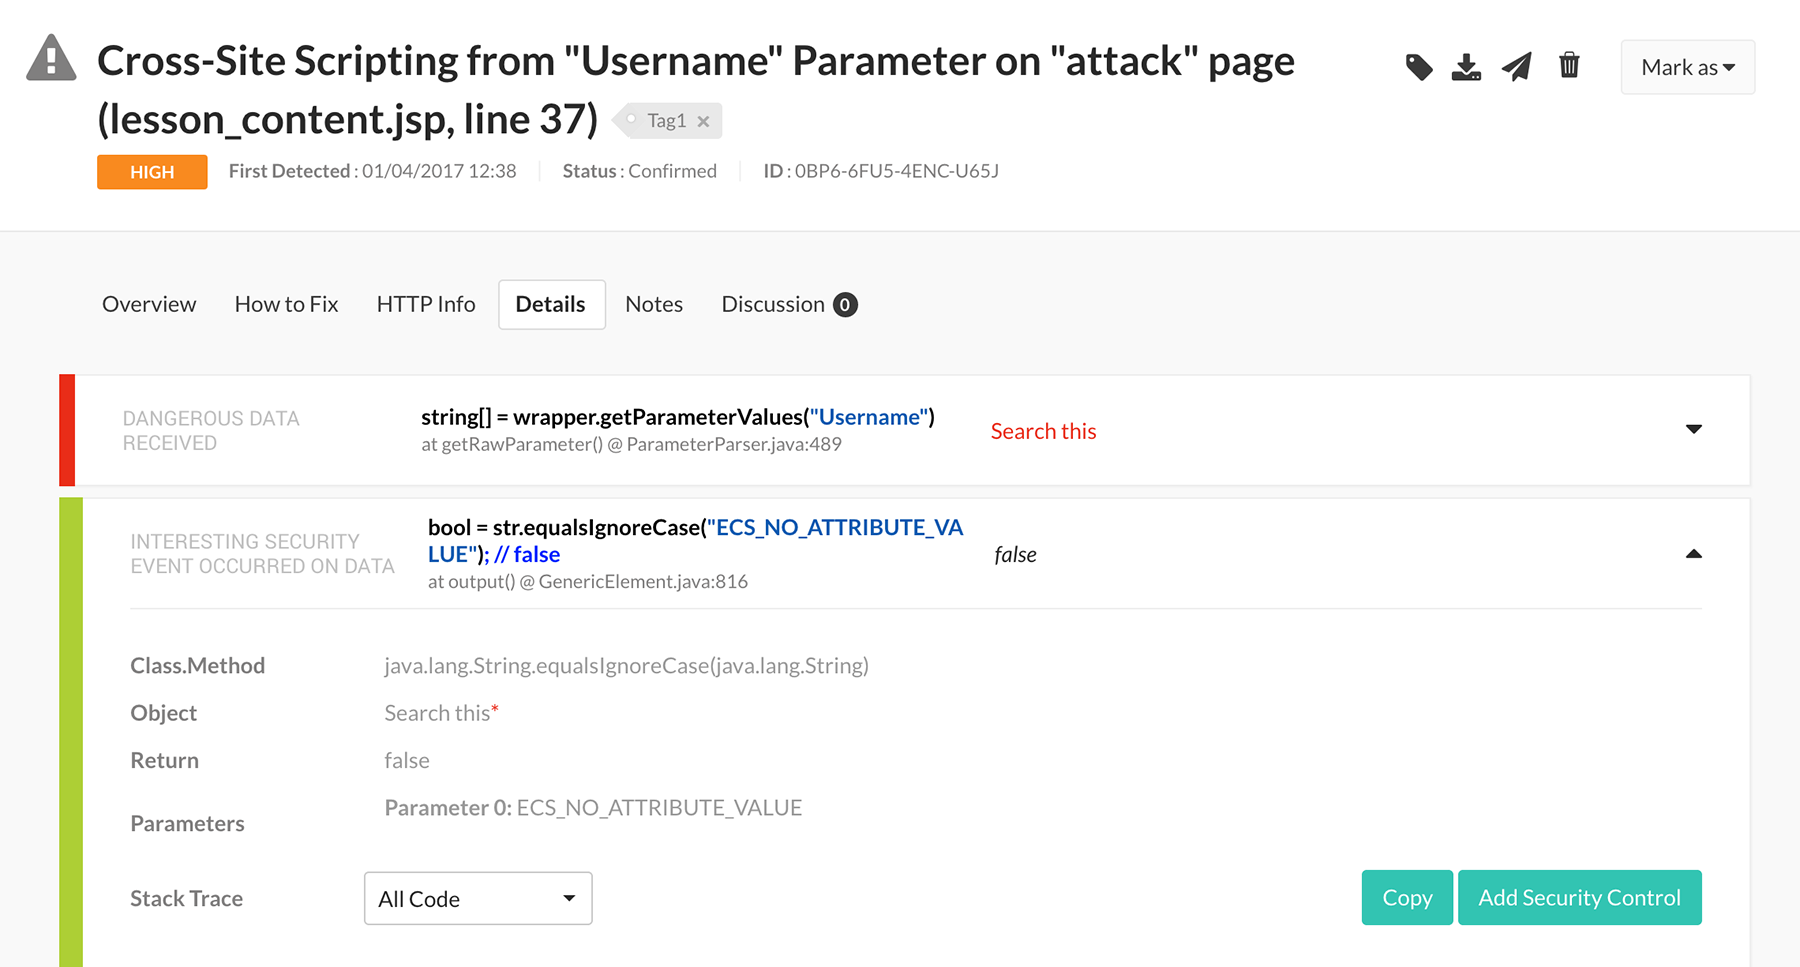 Cross-Site Scripting from "Username" Parameter on "attack" page
(lesson_content.jsp, line 37) Tag1 ×
Mark as
HIGH First Detected : 01/04/2017 12:38 Status : Confirmed ID : 0BP6-6FU5-4ENC-U65J
Overview How to Fix HTTP Info Details Notes Discussion 0
DANGEROUS DATA
RECEIVED
string[] = wrapper.getParameterValues("Username")
at getRawParameter() @ ParameterParser.java:489
Search this
INTERESTING SECURITY
EVENT OCCURRED ON DATA
bool = str.equalsIgnoreCase("ECS_NO_ATTRIBUTE_VA
LUE"); // false
at output() @ GenericElement.java:816
false
Class.Method java.lang.String.equalsIgnoreCase(java.lang.String)
Object Search this*
Return false
Parameters Parameter 0: ECS_NO_ATTRIBUTE_VALUE
Stack Trace All Code Copy Add Security Control